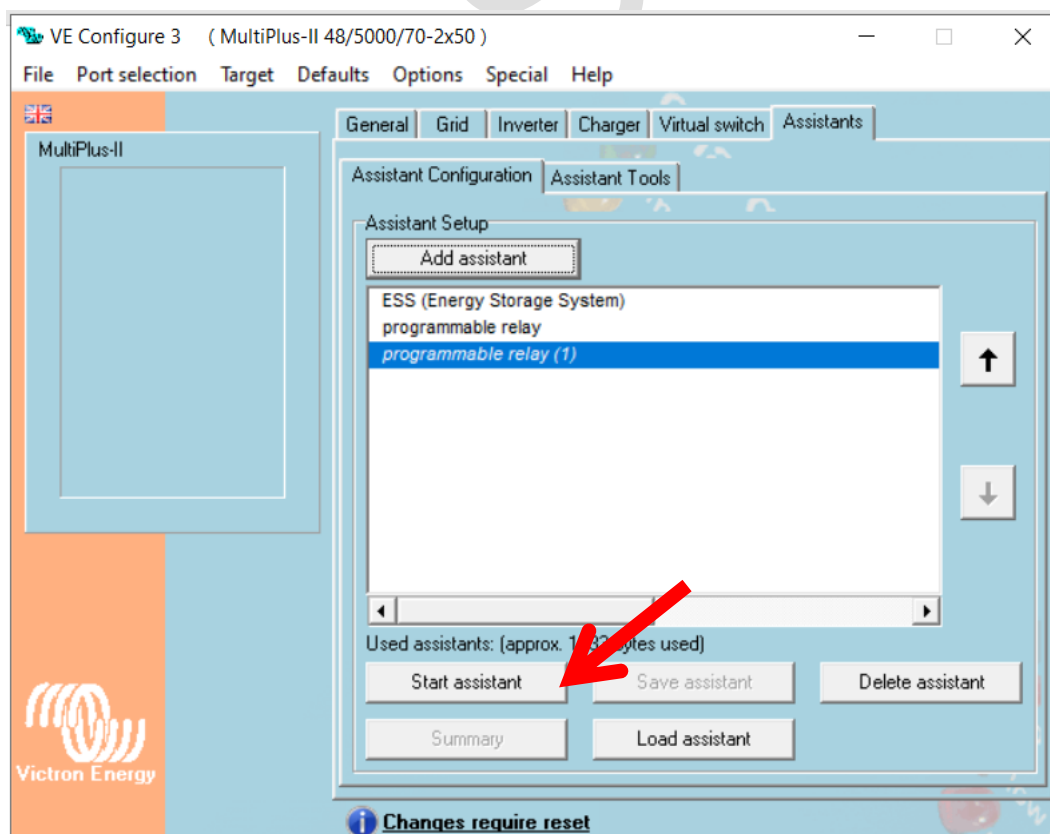 VE Configure 3 ( MultiPlus-II 48/5000/70-2x50 )
File Port selection Target Defaults Options Special Help
General Grid Inverter Charger Virtual switch Assistants
MultiPlus-II
Assistant Configuration Assistant Tools
Assistant Setup
Add assistant
ESS (Energy Storage System)
programmable relay
programmable relay (1)
Used assistants: (approx. used)
Start assistant Save assistant Delete assistant
Summary Load assistant
Victron Energy
Changes require reset